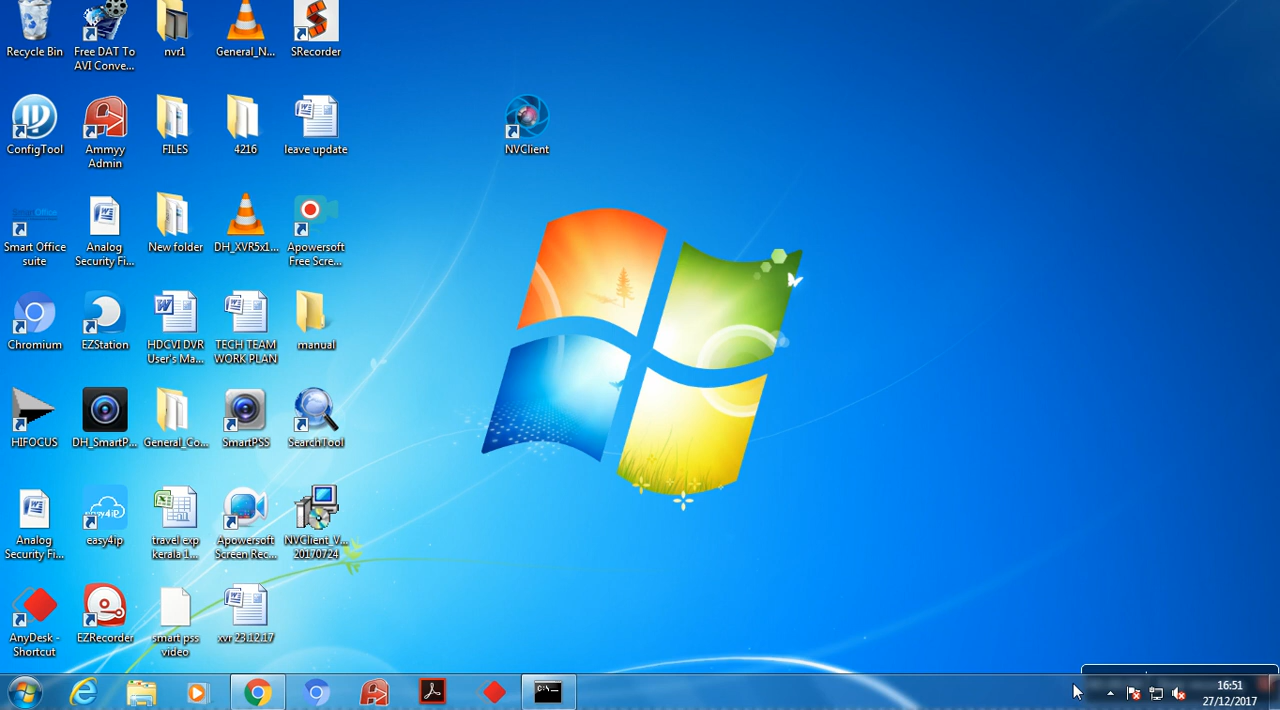 Recycle Bin
Free DAT To
AVI Conve...
nvr1
General_N...
SRecorder
ConfigTool
Ammyy
Admin
FILES
4216
leave update
NVClient
Smart Office
suite
Analog
Security Fi...
New folder
DH_XVR5x1...
Apowersoft
Free Scre...
Chromium
EZStation
HDCVI DVR
User's Ma...
TECH TEAM
WORK PLAN
manual
HIFOCUS
DH_SmartP...
General_Co...
SmartPSS
SearchTool
Analog
Security Fi...
easy4ip
travel exp
kerala 1...
Apowersoft
Screen Rec...
NVClient_V...
20170724
AnyDesk -
Shortcut
EZRecorder
smart pss
video
xvr 23.12.17
16:51
27/12/2017